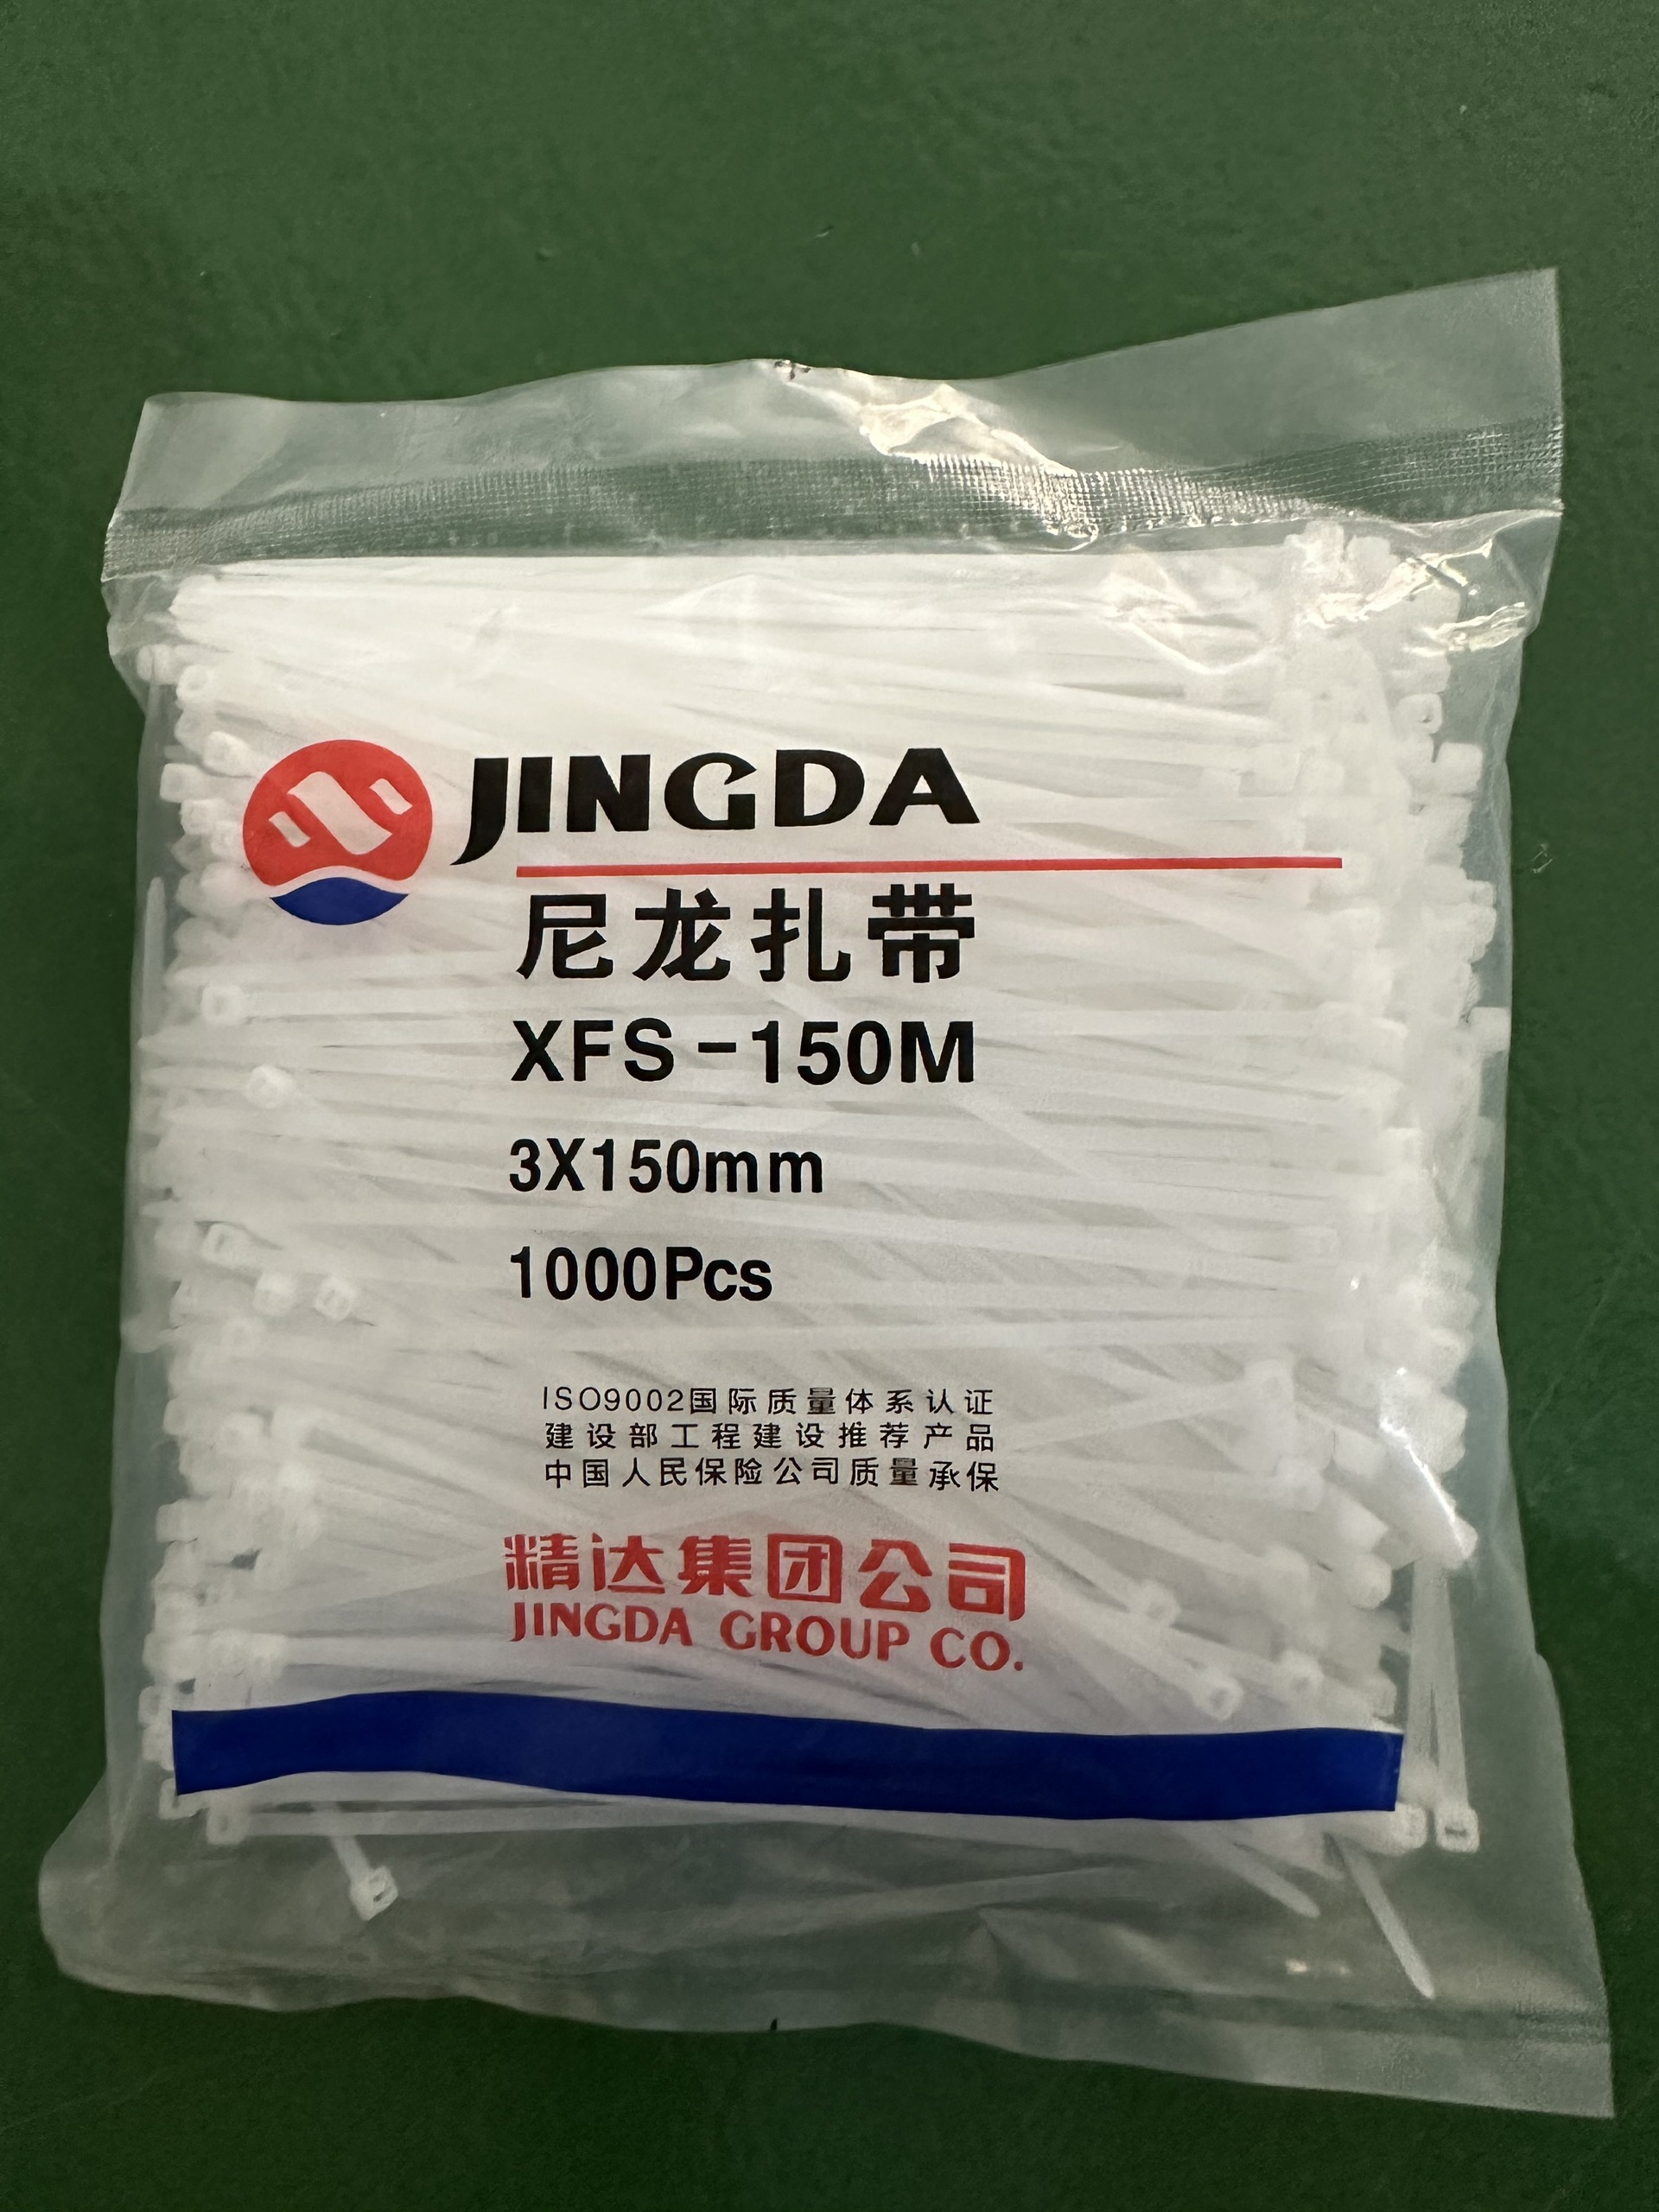 JINGDA
尼龙扎带
XFS-150M
3X150mm
1000Pcs
ISO9002国际质量体系认证
建设部工程建设推荐产品
中国人民保险公司质量承保
精达集团公司
JINGDA GROUP CO.